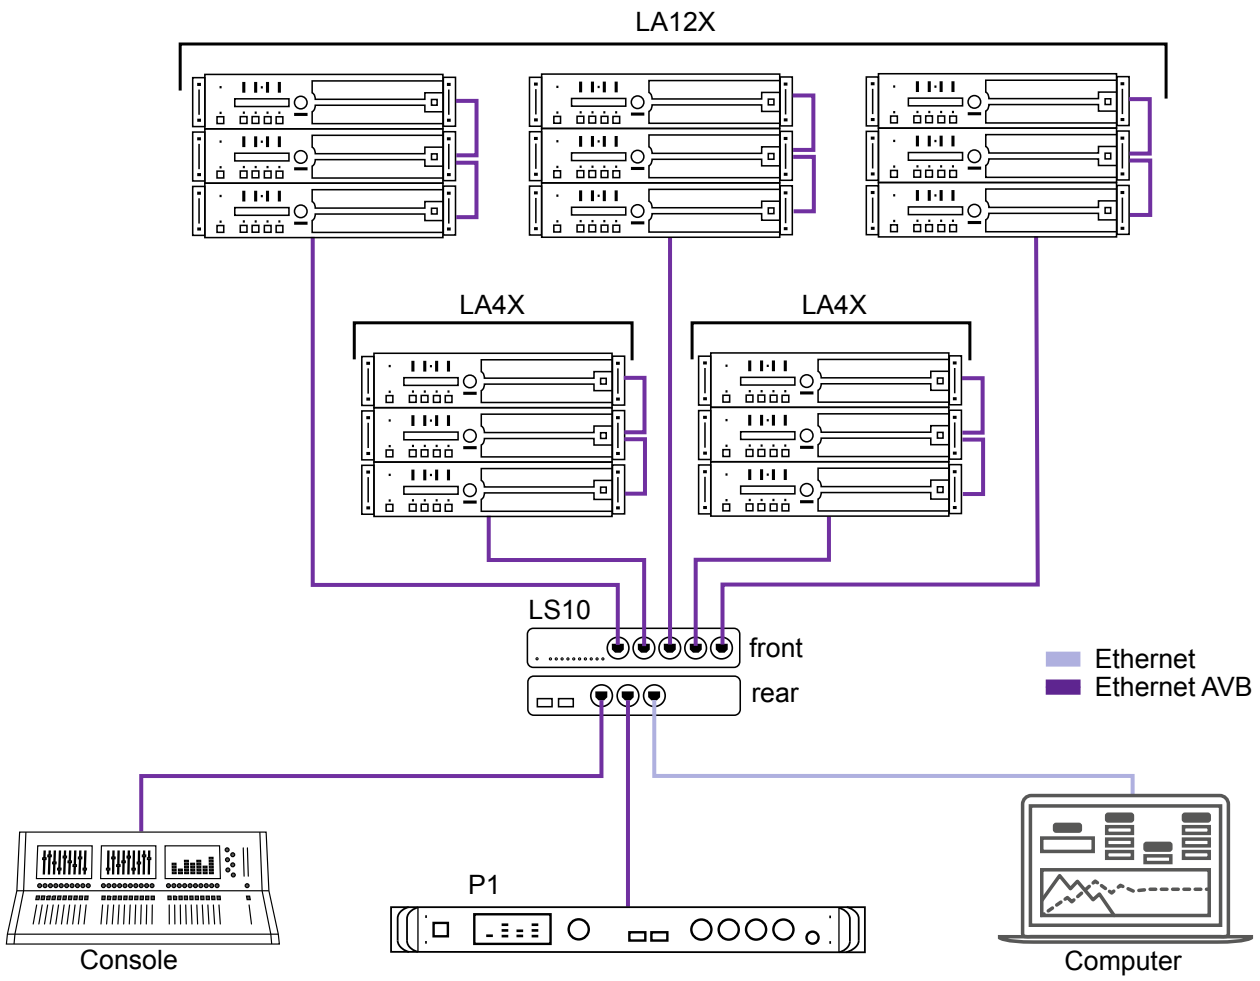 LA12X
LA4X
LA4X
LS10
front
rear
Ethernet
Ethernet AVB
P1
Console
Computer